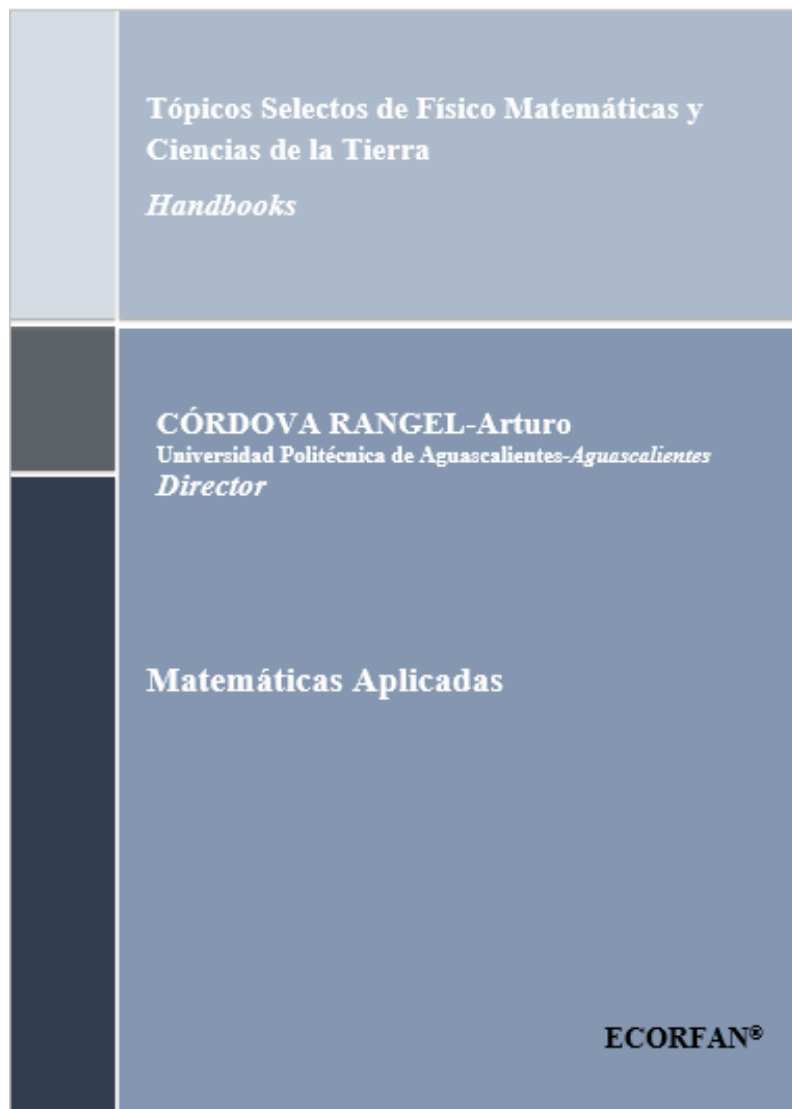 Tópicos Selectos de Físico Matemáticas y
Ciencias de la Tierra
Handbooks
CÓRDOVA RANGEL-Arturo
Universidad Politécnica de Aguascalientes-Aguascalientes
Director
Matemáticas Aplicadas
ECORFAN®